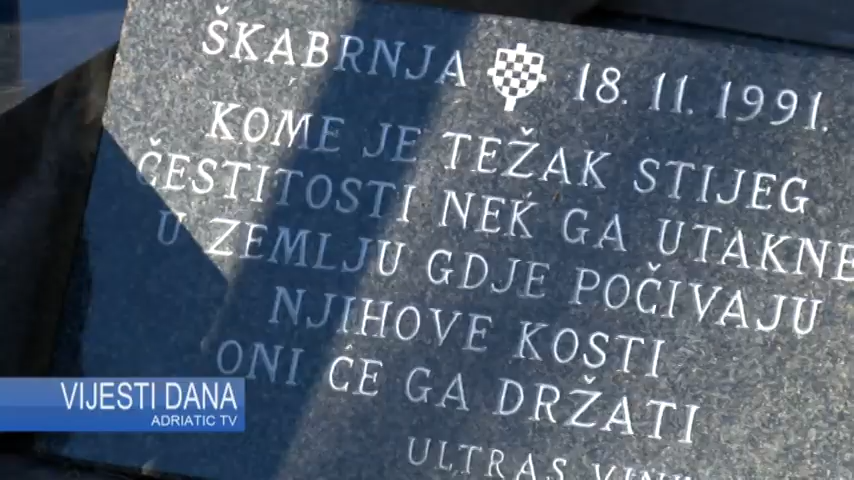 ŠKABRNJA 18. 11. 1991.
KOME JE TEŽAK STIJEG
ČESTITOSTI NEK GA UTAKNE
U ZEMLJU GDJE POČIVAJU
NJIHOVE KOSTI
ONI ĆE GA DRŽATI
ULTRAS
VIJESTI DANA
ADRIATIC TV